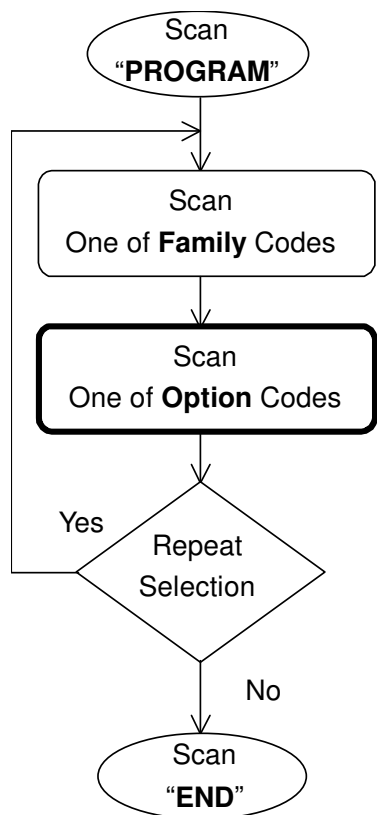 Scan
“PROGRAM”
Scan
One of Family Codes
Scan
One of Option Codes
Yes
Repeat
Selection
No
Scan
“END”